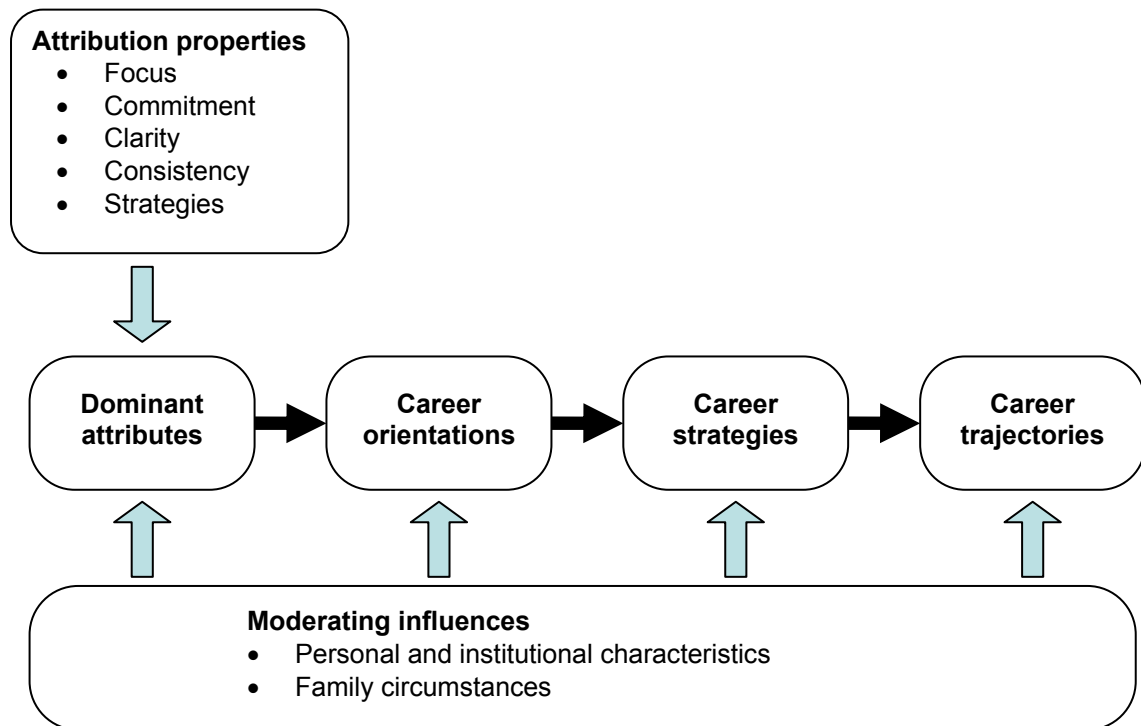 Attribution properties
• Focus
• Commitment
• Clarity
• Consistency
• Strategies
Dominant
attributes
Career
orientations
Career
strategies
Career
trajectories
Moderating influences
• Personal and institutional characteristics
• Family circumstances